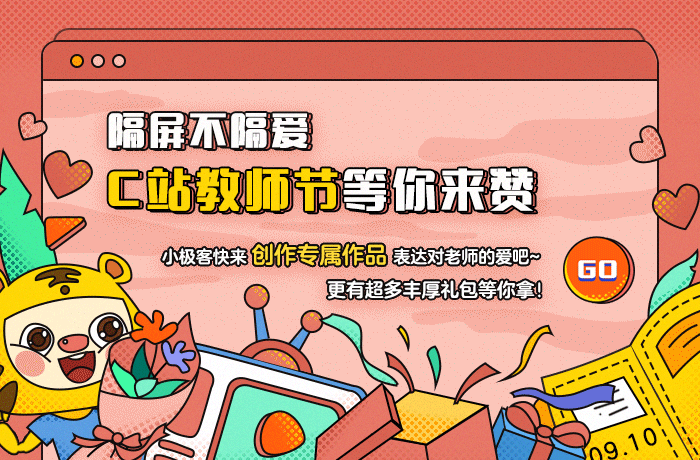 隔屏不隔爱
C站教师节等你来赞
小极客快来 创作专属作品 表达对老师的爱吧~
更有超多丰厚礼包等你拿!
GO
09.10